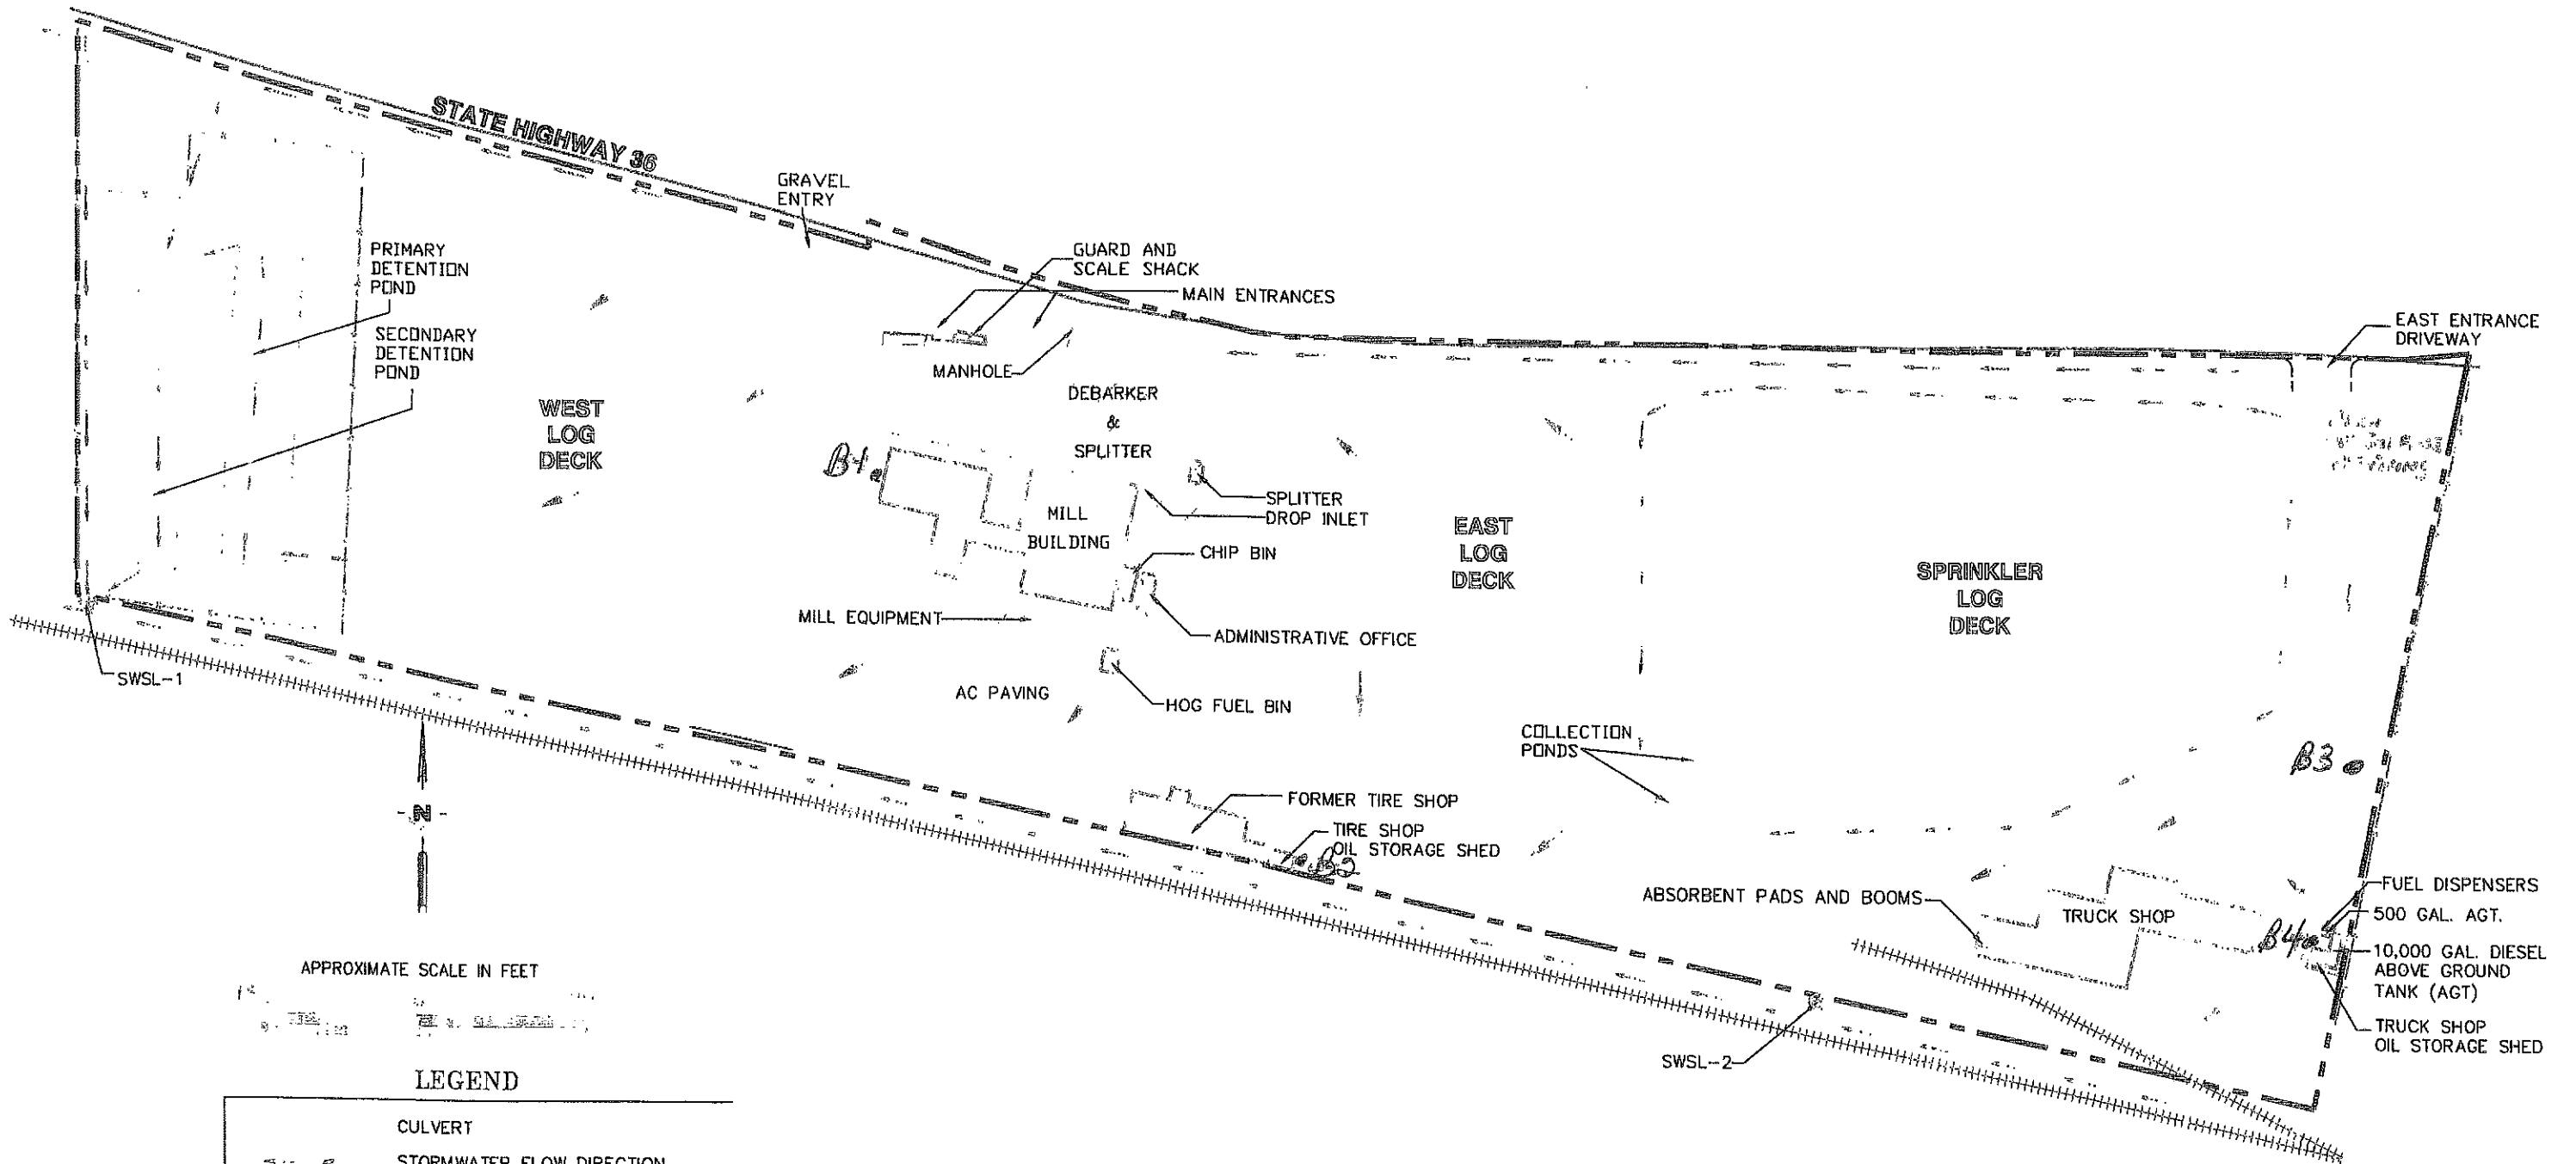 STATE HIGHWAY 36
GRAVEL
ENTRY
GUARD AND
SCALE SHACK
MAIN ENTRANCES
EAST ENTRANCE
DRIVEWAY
PRIMARY
DETENTION
POND
SECONDARY
DETENTION
POND
MANHOLE
DEBARKER
&
SPLITTER
WEST
LOG
DECK
B1
SPLITTER
DROP INLET
MILL
BUILDING
CHIP BIN
EAST
LOG
DECK
SPRINKLER
LOG
DECK
MILL EQUIPMENT
ADMINISTRATIVE OFFICE
SWSL-1
AC PAVING
HOG FUEL BIN
COLLECTION
PONDS
B3
-N-
FORMER TIRE SHOP
TIRE SHOP
OIL STORAGE SHED
B2
ABSORBENT PADS AND BOOMS
TRUCK SHOP
B4
FUEL DISPENSERS
500 GAL. AGT.
10,000 GAL. DIESEL
ABOVE GROUND
TANK (AGT)
TRUCK SHOP
OIL STORAGE SHED
SWSL-2
APPROXIMATE SCALE IN FEET
LEGEND
CULVERT
STORMWATER FLOW DIRECTION